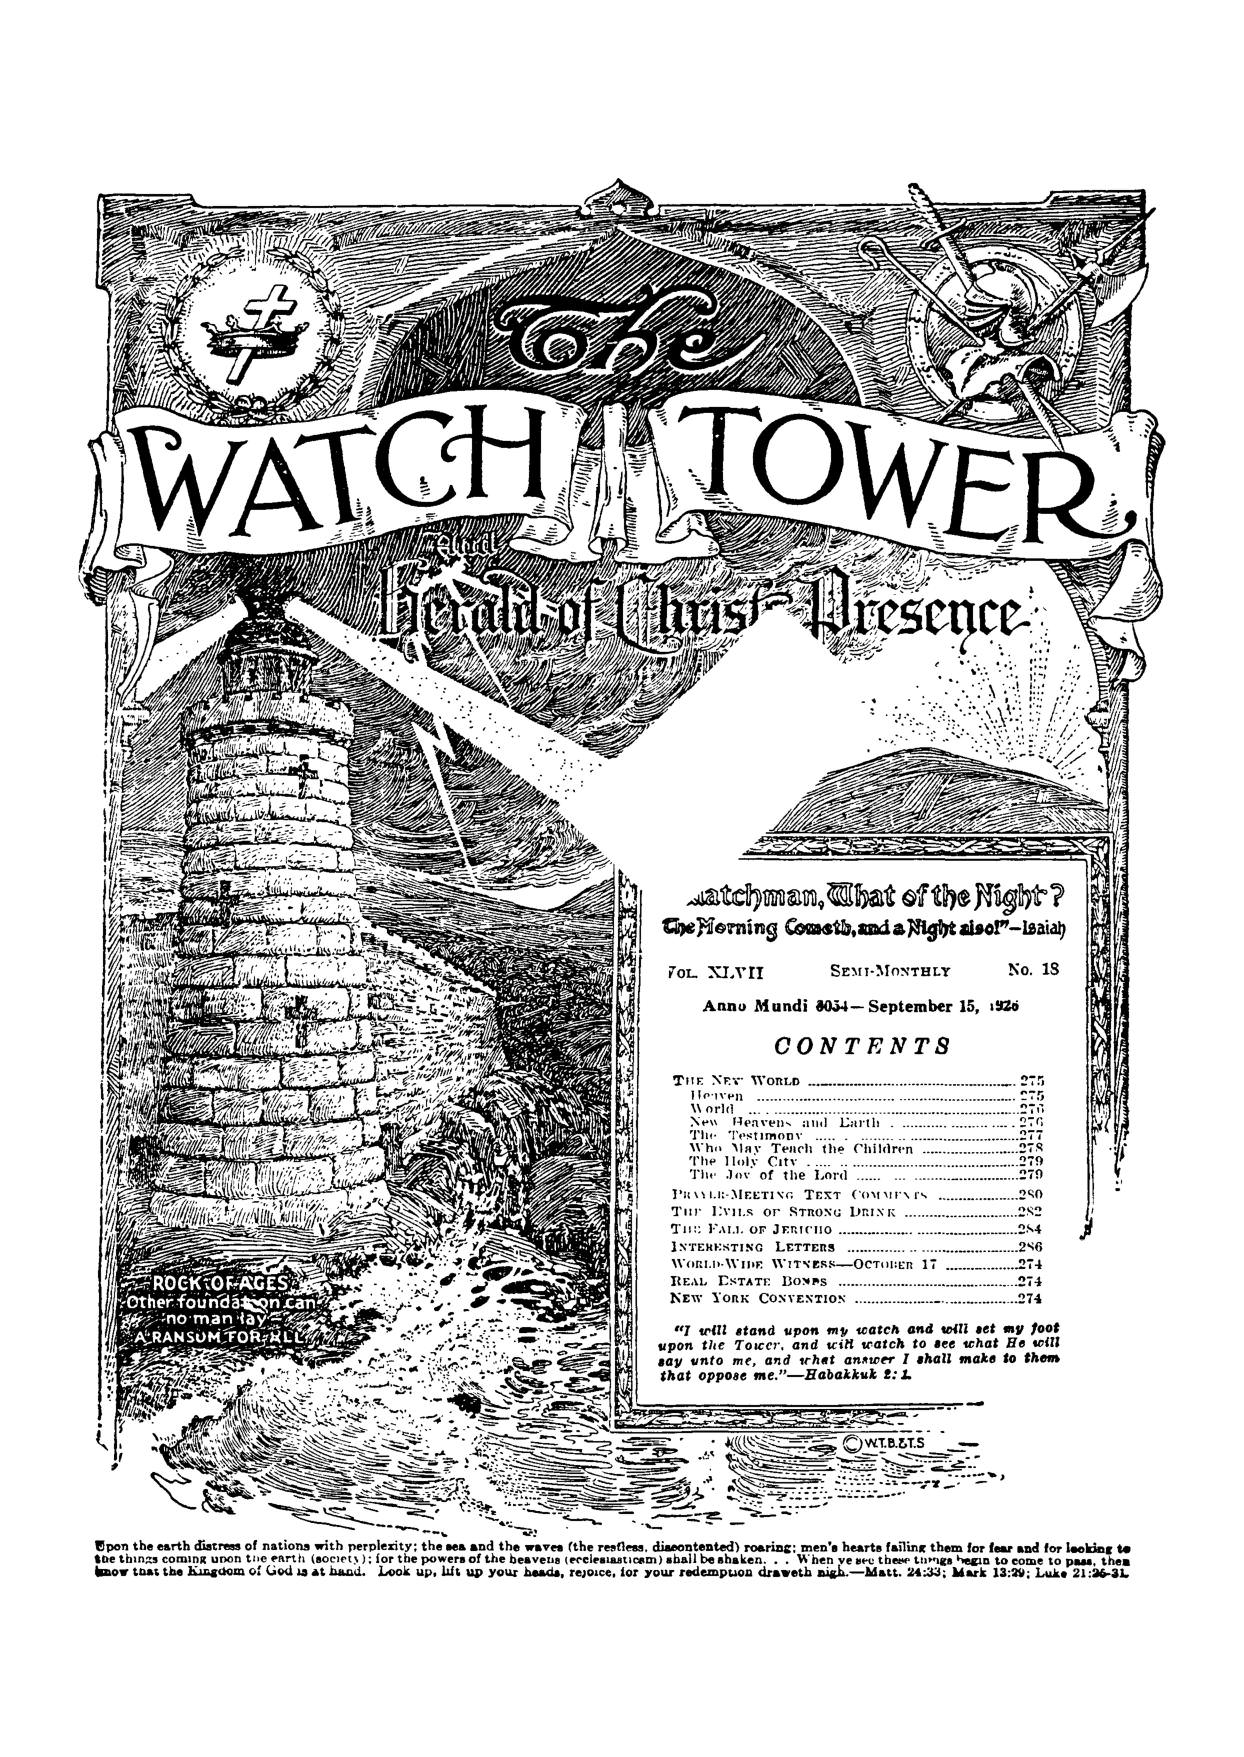 The
WATCH TOWER
And
Herald of Christ Presence
Watchman, What of the Night?
The Morning Cometh, and a Night also!"—Isaiah
VOL. XLVII SEMI-MONTHLY No. 18
Anno Mundi September 15, 1926
CONTENTS
THE NEW WORLD 275
Heaven 275
World 276
New Heavens and Earth 276
The Testimony 277
Who May Teach the Children 278
The Holy City 279
The Joy of the Lord 279
PRAYER-MEETING TEXT COMMENTS 280
THE EVILS OF STRONG DRINK 282
THE FALL OF JERICHO 284
INTERESTING LETTERS 286
WORLD-WIDE WITNESS—OCTOBER 17 274
REAL ESTATE BONDS 274
NEW YORK CONVENTION 274
"I will stand upon my watch and will set my foot
upon the Tower, and will watch to see what He will
say unto me, and what answer I shall make to them
that oppose me."—Habakkuk 2:1.
ROCK OF AGES
Other foundation can
no man lay
A RANSOM FOR ALL
©W.T.B.&T.S
Upon the earth distress of nations with perplexity; the sea and the waves (the restless, discontented) roaring; men's hearts failing them for fear and for looking to
the things coming upon the earth (society); for the powers of the heavens (ecclesiasticism) shall be shaken. . . When ye see these things begin to come to pass, then
know that the Kingdom of God is at hand. Look up, lift up your heads, rejoice, for your redemption draweth nigh.—Matt. 24:33; Mark 13:29; Luke 21:25-31.